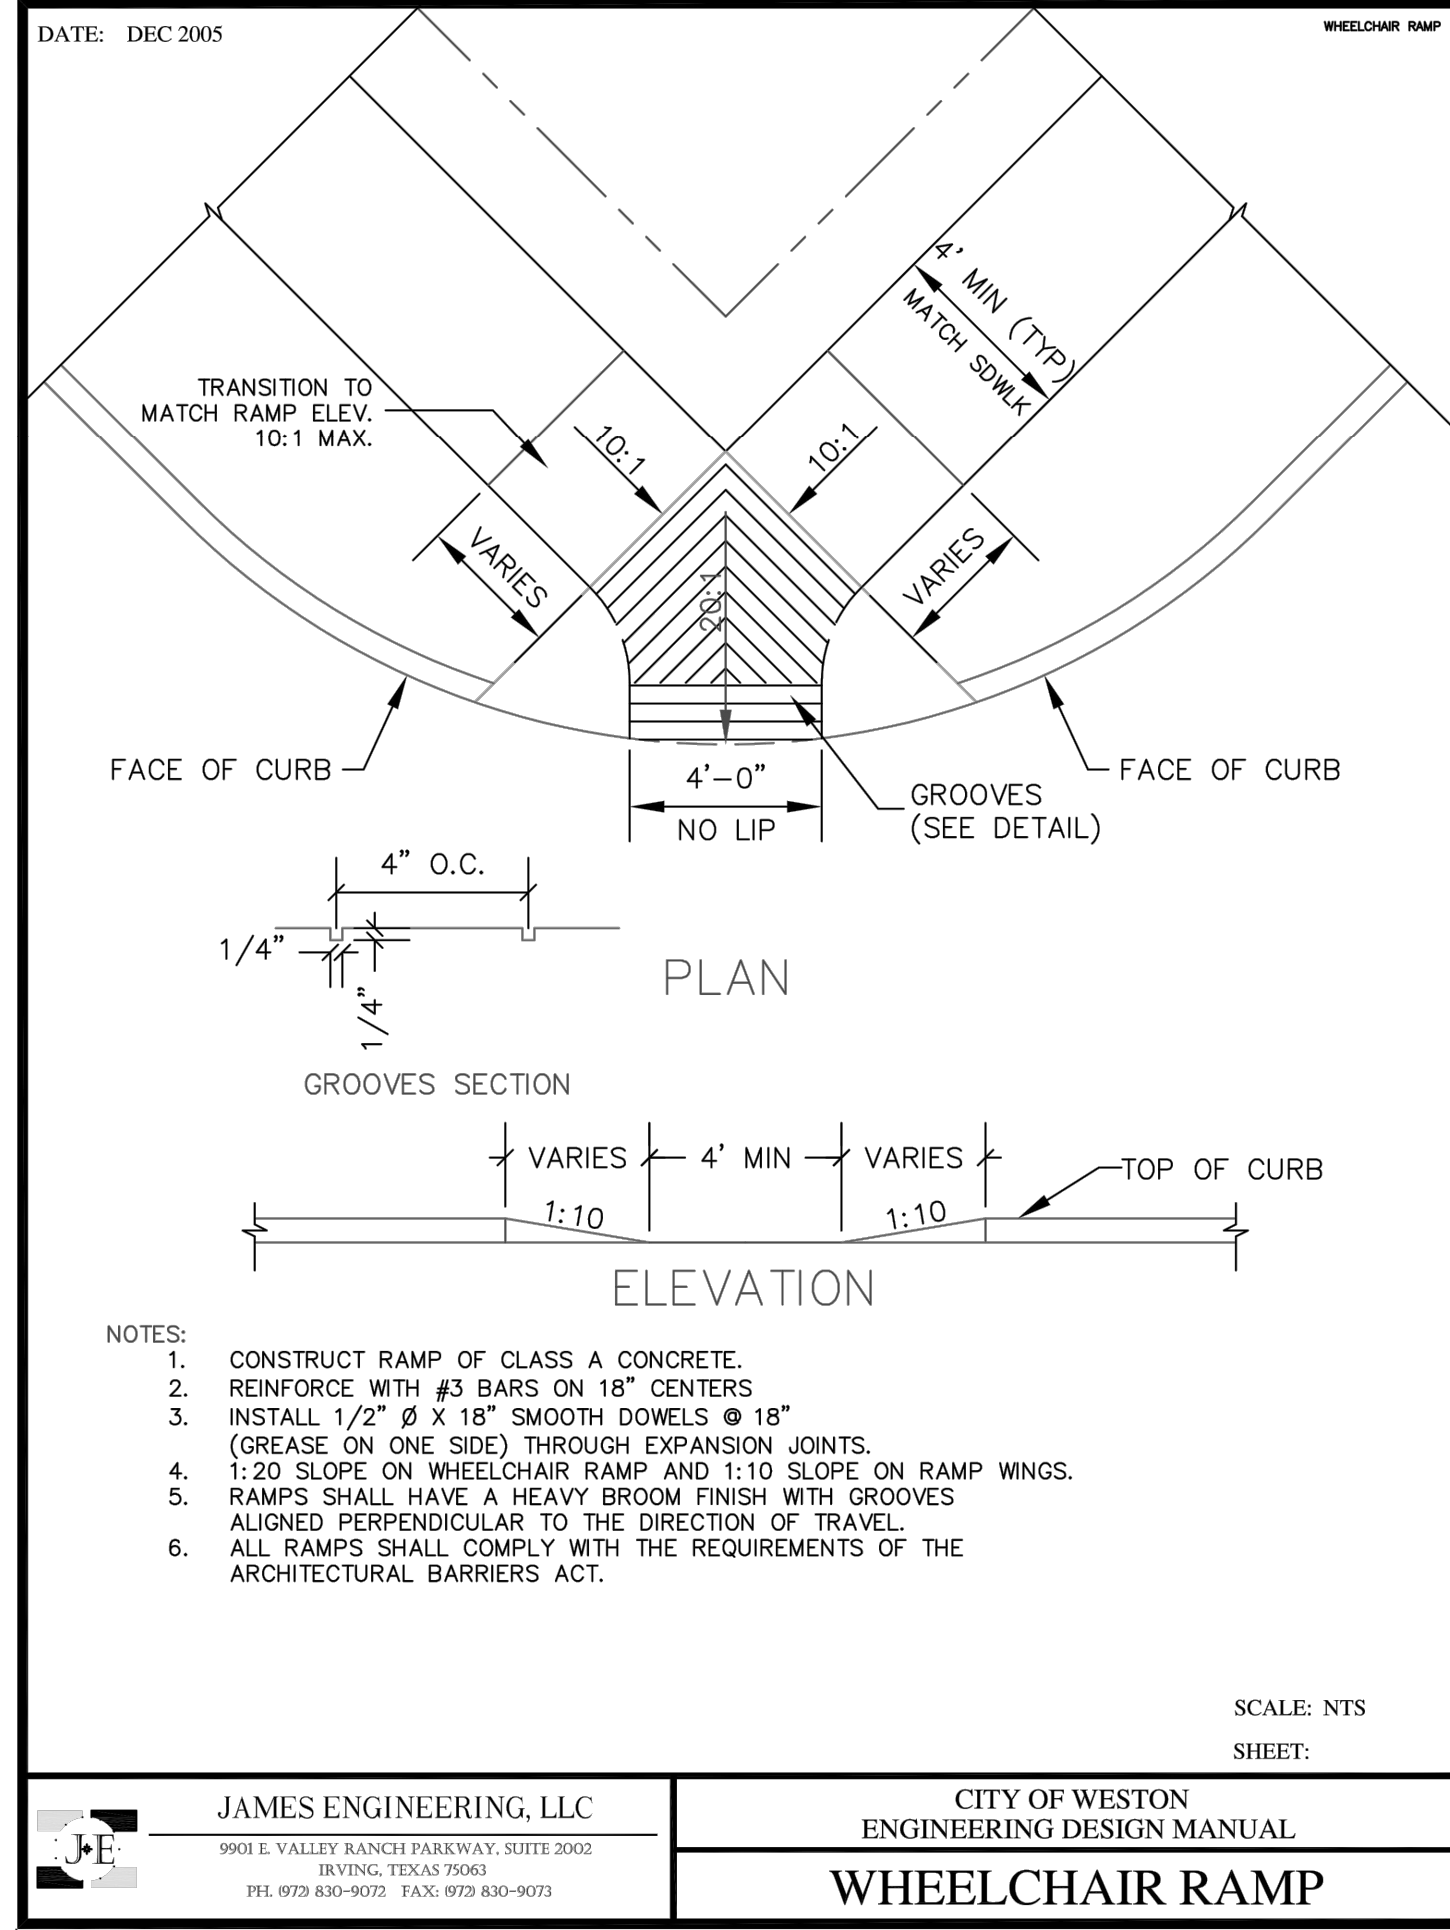 DATE: DEC 2005
WHEELCHAIR RAMP
4' MIN (TYP)
MATCH SDWLK
TRANSITION TO
MATCH RAMP ELEV.
10:1 MAX.
10:1
10:1
VARIES
VARIES
20:1
FACE OF CURB
FACE OF CURB
4'-0"
NO LIP
GROOVES
(SEE DETAIL)
4" O.C.
1/4"
1/4"
PLAN
GROOVES SECTION
VARIES
4' MIN
VARIES
TOP OF CURB
1:10
1:10
ELEVATION
NOTES:
1. CONSTRUCT RAMP OF CLASS A CONCRETE.
2. REINFORCE WITH #3 BARS ON 18" CENTERS
3. INSTALL 1/2" Ø X 18" SMOOTH DOWELS @ 18"
(GREASE ON ONE SIDE) THROUGH EXPANSION JOINTS.
4. 1:20 SLOPE ON WHEELCHAIR RAMP AND 1:10 SLOPE ON RAMP WINGS.
5. RAMPS SHALL HAVE A HEAVY BROOM FINISH WITH GROOVES
ALIGNED PERPENDICULAR TO THE DIRECTION OF TRAVEL.
6. ALL RAMPS SHALL COMPLY WITH THE REQUIREMENTS OF THE
ARCHITECTURAL BARRIERS ACT.
SCALE: NTS
SHEET:
J E
JAMES ENGINEERING, LLC
9901 E. VALLEY RANCH PARKWAY, SUITE 2002
IRVING, TEXAS 75063
PH. (972) 830-9072 FAX: (972) 830-9073
CITY OF WESTON
ENGINEERING DESIGN MANUAL
WHEELCHAIR RAMP